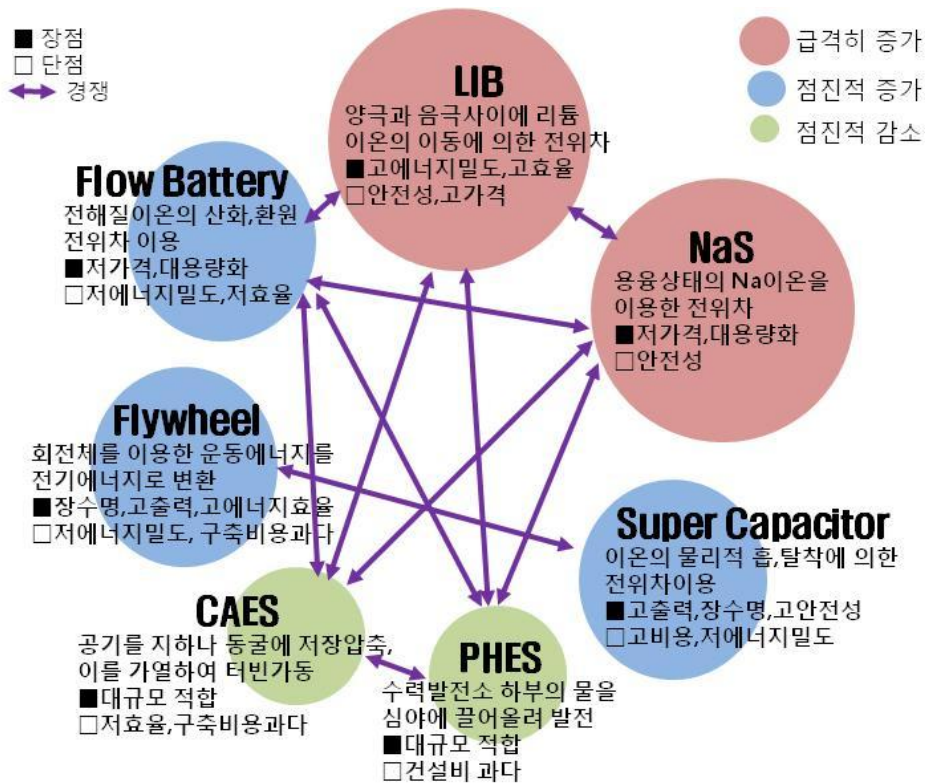 ■ 장점
□ 단점
경쟁
급격히 증가
점진적 증가
점진적 감소
LIB
양극과 음극사이에 리튬
이온의 이동에 의한 전위차
■고에너지밀도,고효율
□안전성,고가격
Flow Battery
전해질이온의 산화,환원
전위차 이용
■저가격,대용량화
□저에너지밀도,저효율
NaS
용융상태의 Na이온을
이용한 전위차
■저가격,대용량화
□안전성
Flywheel
회전체를 이용한 운동에너지를
전기에너지로 변환
■장수명,고출력,고에너지효율
□저에너지밀도, 구축비용과다
Super Capacitor
이온의 물리적 흡,탈착에 의한
전위차이용
■고출력,장수명,고안전성
□고비용,저에너지밀도
CAES
공기를 지하나 동굴에 저장압축,
이를 가열하여 터빈가동
■대규모 적합
□저효율,구축비용과다
PHES
수력발전소 하부의 물을
심야에 끌어올려 발전
■대규모 적합
□건설비 과다